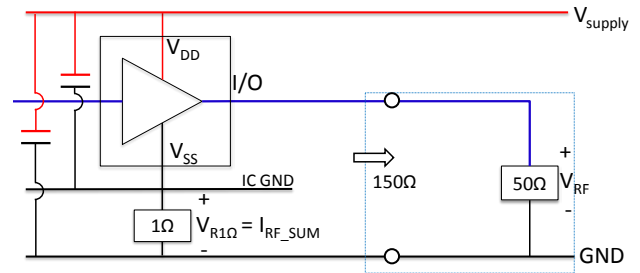 Vsupply
VDD
I/O
VSS
IC GND
150Ω
50Ω
+
VRF
-
+
1Ω
VR1Ω = IRF_SUM
-
GND